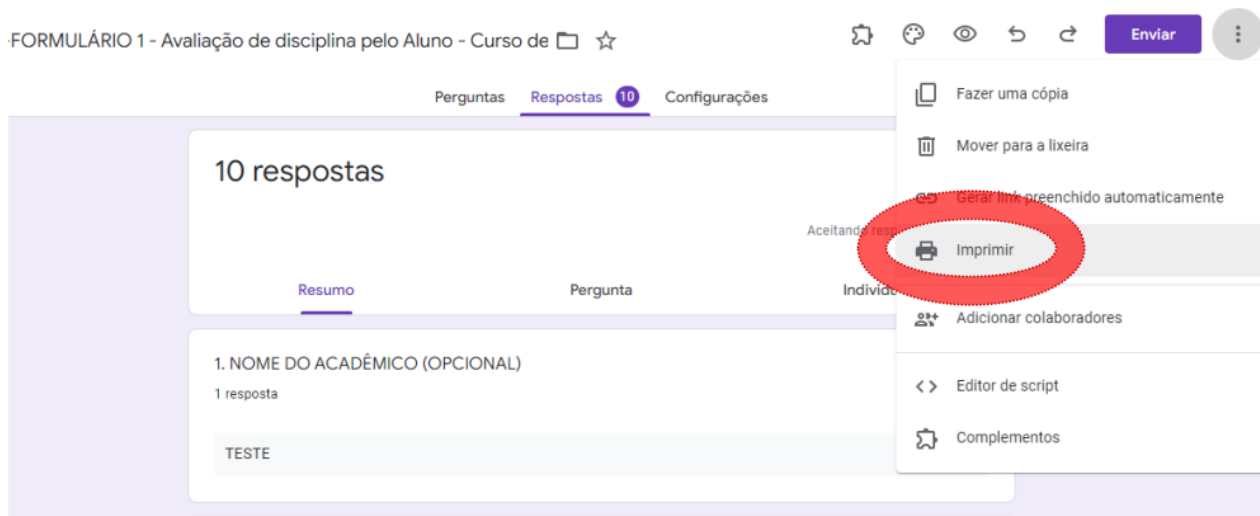 FORMULÁRIO 1 - Avaliação de disciplina pelo Aluno - Curso de
Enviar
Perguntas Respostas 10 Configurações
Fazer uma cópia
Mover para a lixeira
Gerar link preenchido automaticamente
Imprimir
Adicionar colaboradores
Editor de script
Complementos
10 respostas
Aceitando
Resumo Pergunta
1. NOME DO ACADÊMICO (OPCIONAL)
1 resposta
TESTE